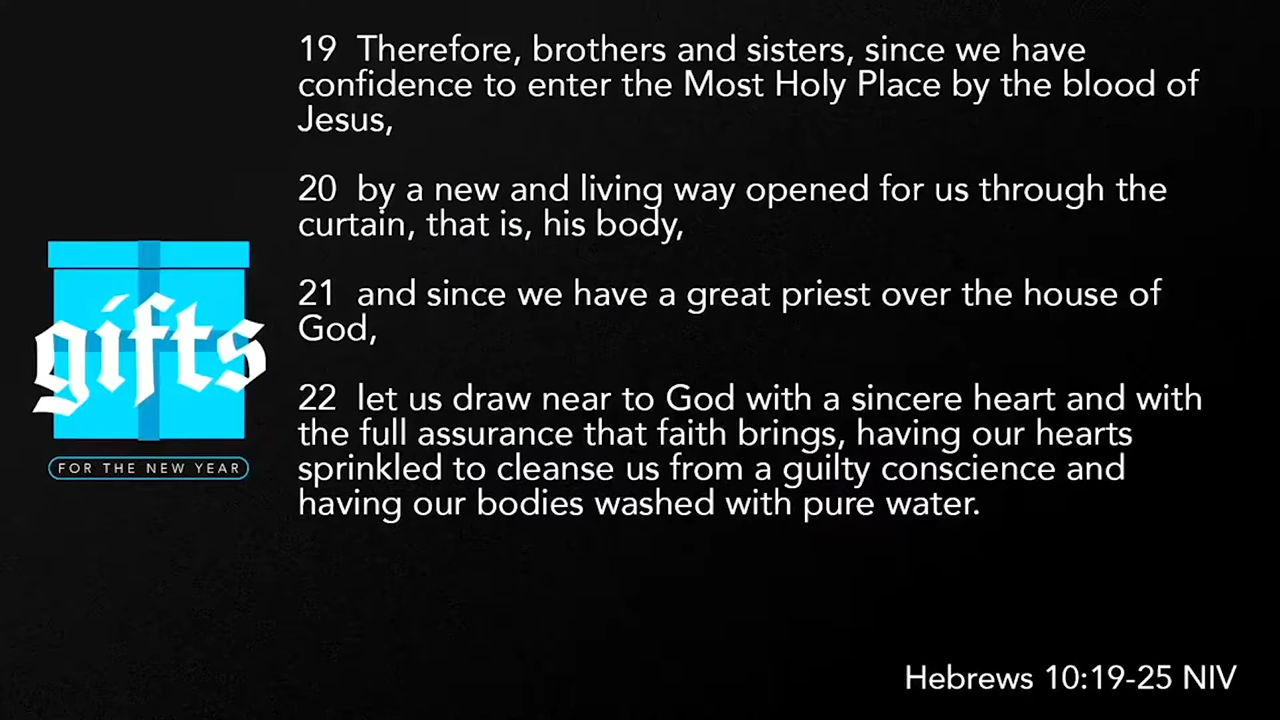 19 Therefore, brothers and sisters, since we have
confidence to enter the Most Holy Place by the blood of
Jesus,
20 by a new and living way opened for us through the
curtain, that is, his body,
21 and since we have a great priest over the house of
God,
22 let us draw near to God with a sincere heart and with
the full assurance that faith brings, having our hearts
sprinkled to cleanse us from a guilty conscience and
having our bodies washed with pure water.
gifts
FOR THE NEW YEAR
Hebrews 10:19-25 NIV